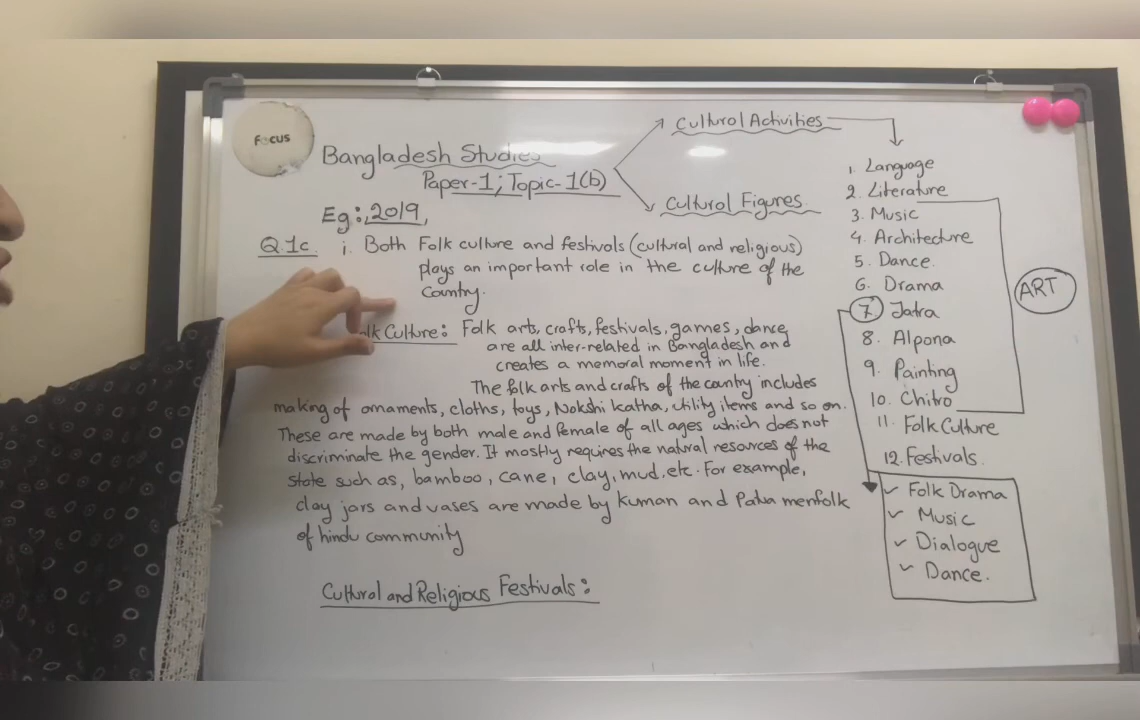 Focus
Bangladesh Studies
Paper-1; Topic-1(b)
Cultural Activities
Cultural Figures
Eg: 2019,
Q.1c. i. Both Folk culture and festivals (cultural and religious)
plays an important role in the culture of the
Country.
lk Culture: Folk arts, crafts, festivals, games, dance,
are all inter-related in Bangladesh and
creates a memoral moment in life.
The folk arts and crafts of the country includes
making of ornaments, cloths, toys, Nokshi Katha, utility items and so on.
These are made by both male and female of all ages which does not
discriminate the gender. It mostly requires the natural resources of the
state such as, bamboo, cane, clay, mud, etc. For example,
clay jars and vases are made by kumar and menfolk
of hindu community
Cultural and Religious Festivals:
1. Language
2. Literature
3. Music
4. Architecture
5. Dance.
6. Drama
7. Jatra
8. Alpona
9. Painting
10. Chitro
11. Folk Culture
12. Festivals.
ART
Folk Drama
Music
Dialogue
Dance.